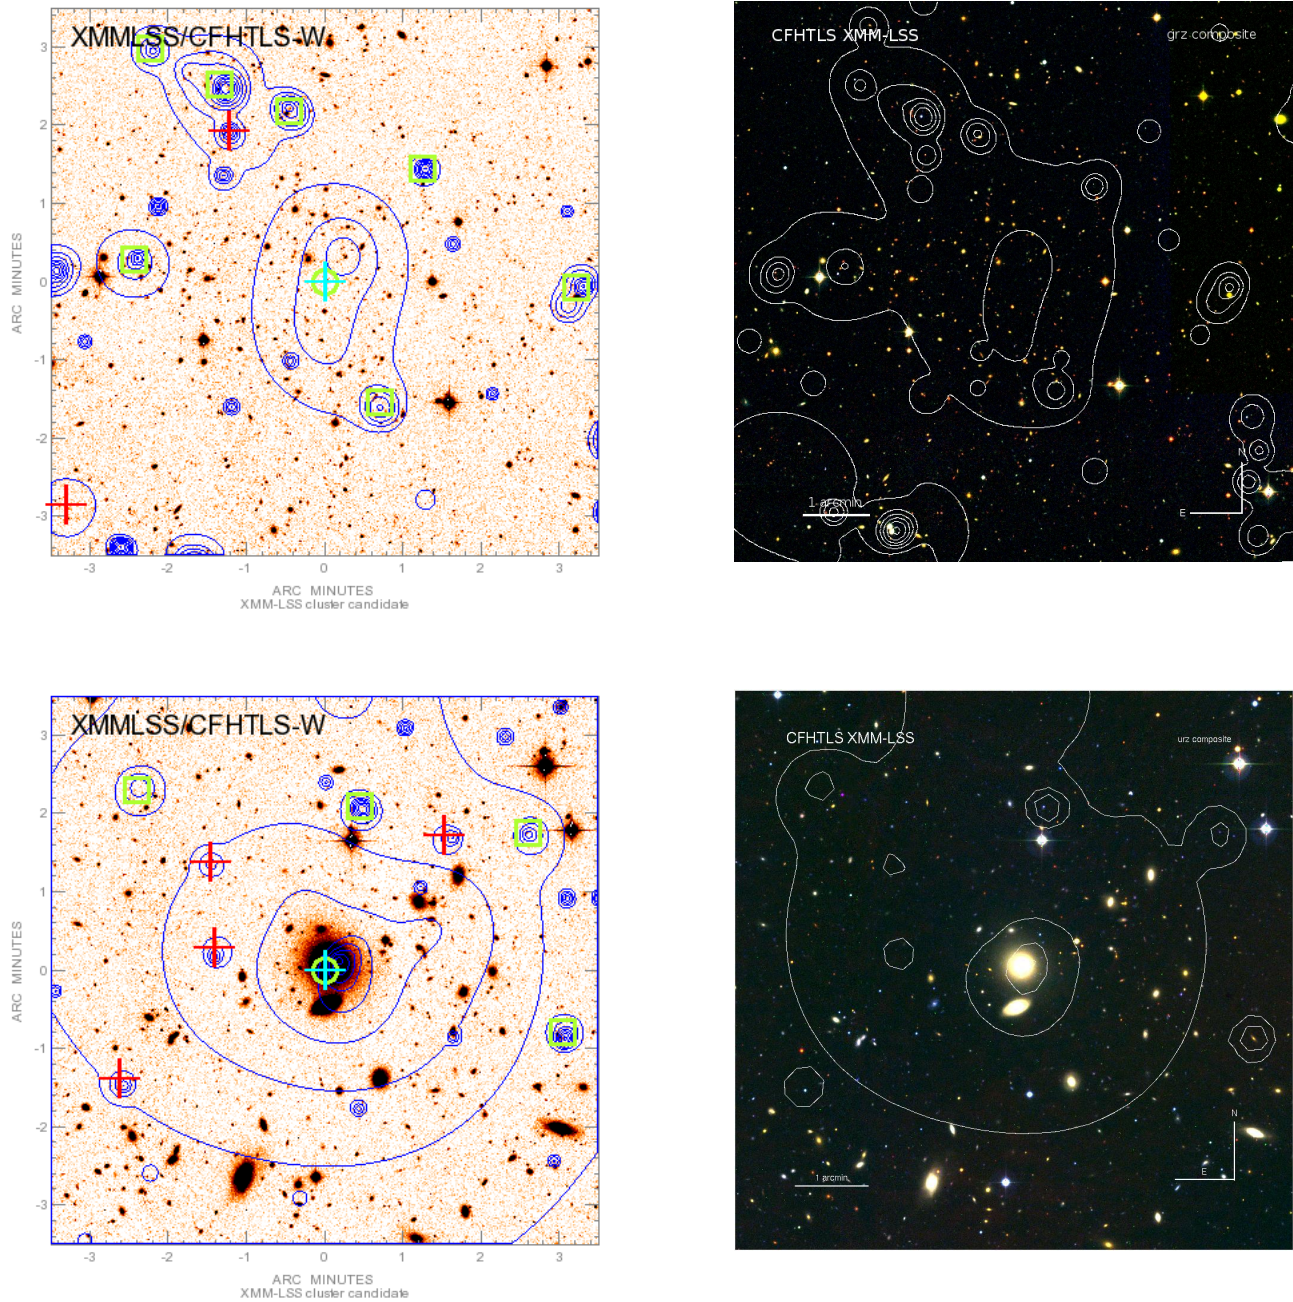 XMMLSS/CFHTLS-W
3
2
1
0
-1
-2
-3
ARC MINUTES
-3 -2 -1 0 1 2 3
ARC MINUTES
XMM-LSS cluster candidate
CFHTLS XMM-LSS grz composite
1 arcmin
N
E
XMMLSS/CFHTLS-W
3
2
1
0
-1
-2
-3
ARC MINUTES
-3 -2 -1 0 1 2 3
ARC MINUTES
XMM-LSS cluster candidate
CFHTLS XMM-LSS urz composite
1 arcmin
N
E